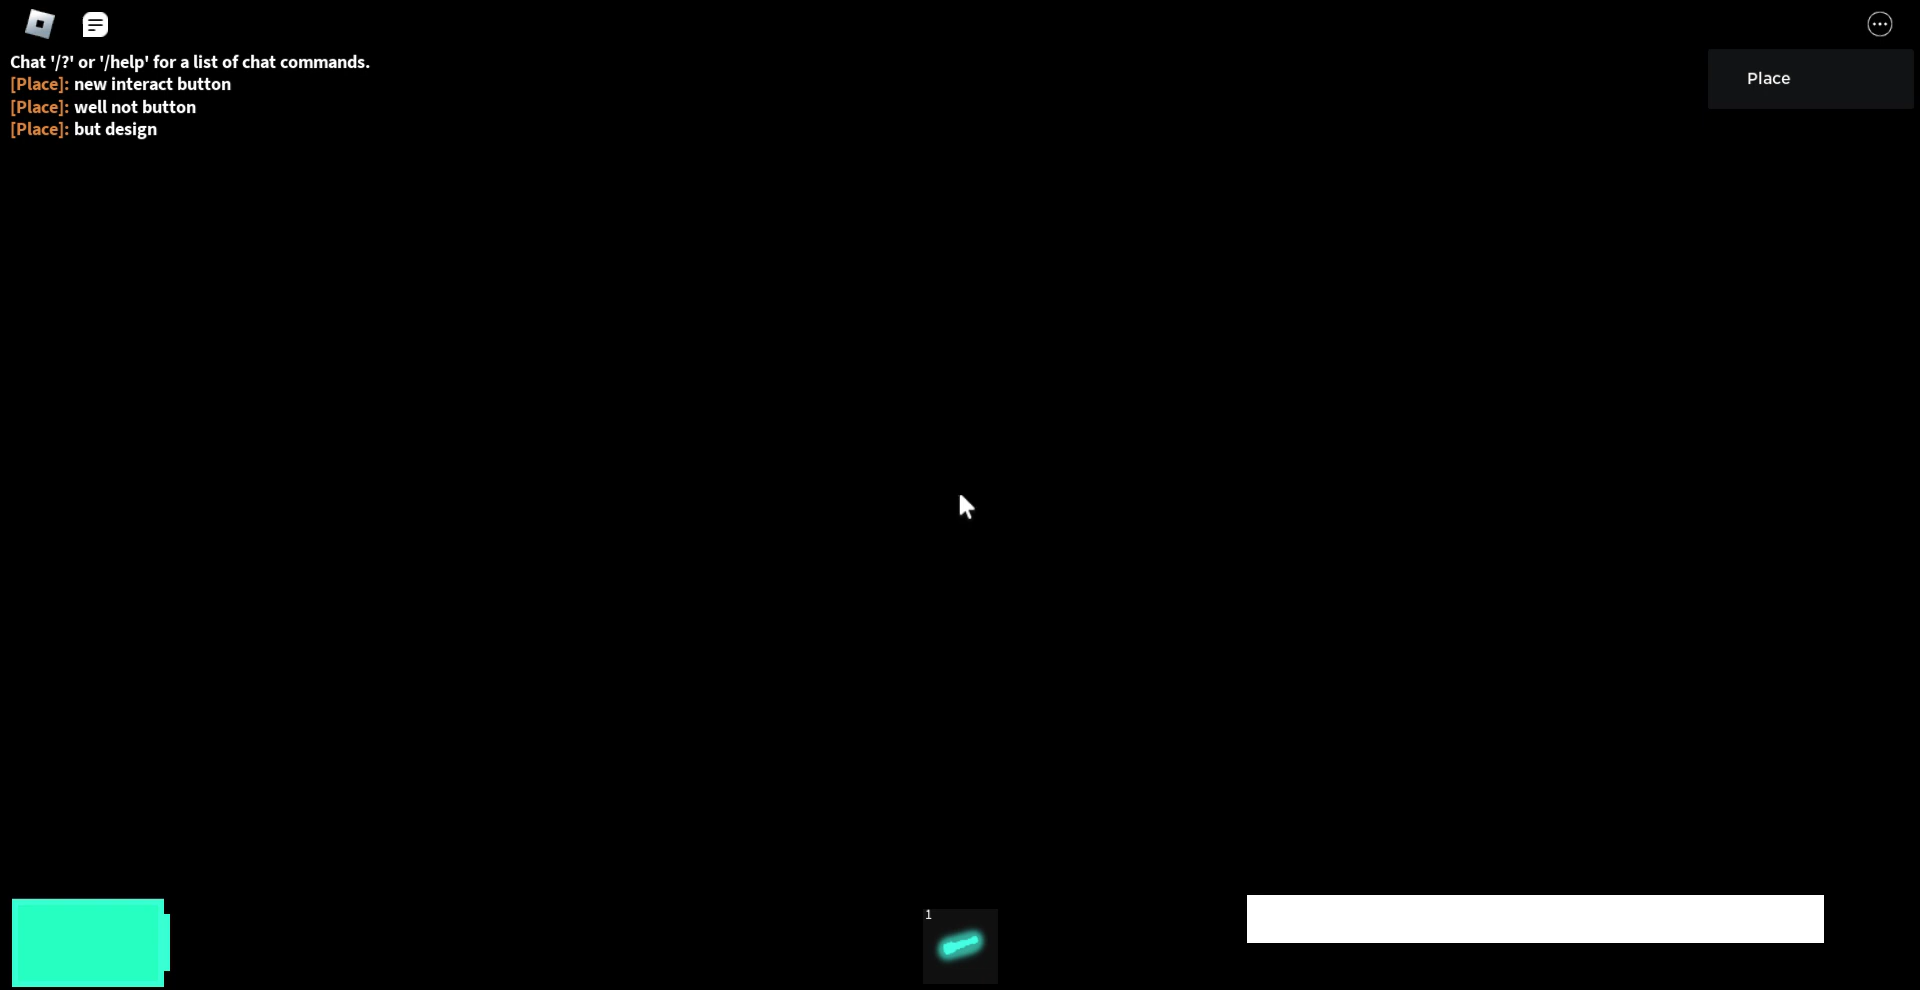 Chat '/?' or '/help' for a list of chat commands.
[Place]: new interact button
[Place]: well not button
[Place]: but design
Place
1